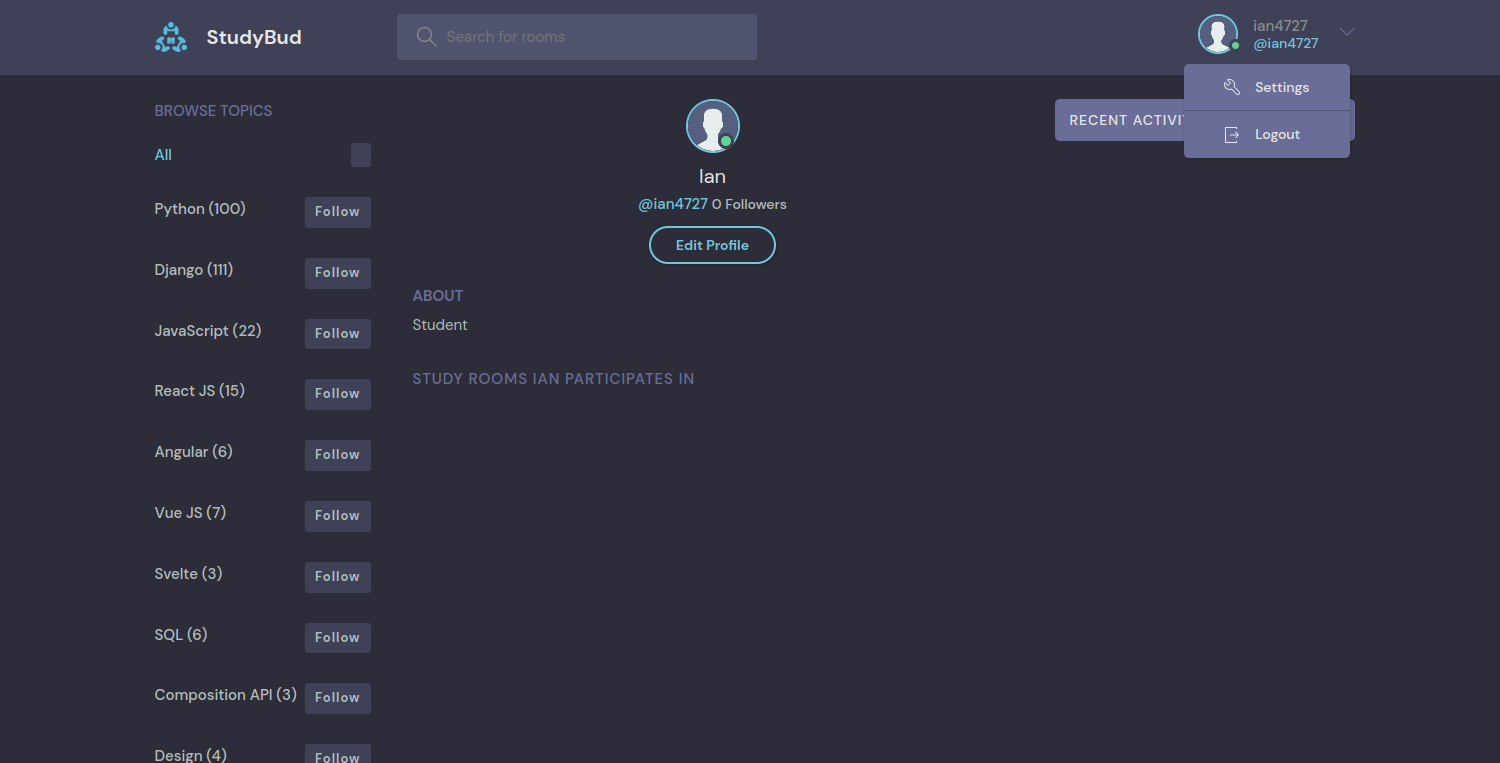 StudyBud
Search for rooms
ian4727
@ian4727
Settings
Logout
BROWSE TOPICS
All
Python (100) Follow
Django (111) Follow
JavaScript (22) Follow
React JS (15) Follow
Angular (6) Follow
Vue JS (7) Follow
Svelte (3) Follow
SQL (6) Follow
Composition API (3) Follow
Design (4) Follow
Ian
@ian4727 0 Followers
Edit Profile
ABOUT
Student
STUDY ROOMS IAN PARTICIPATES IN
RECENT